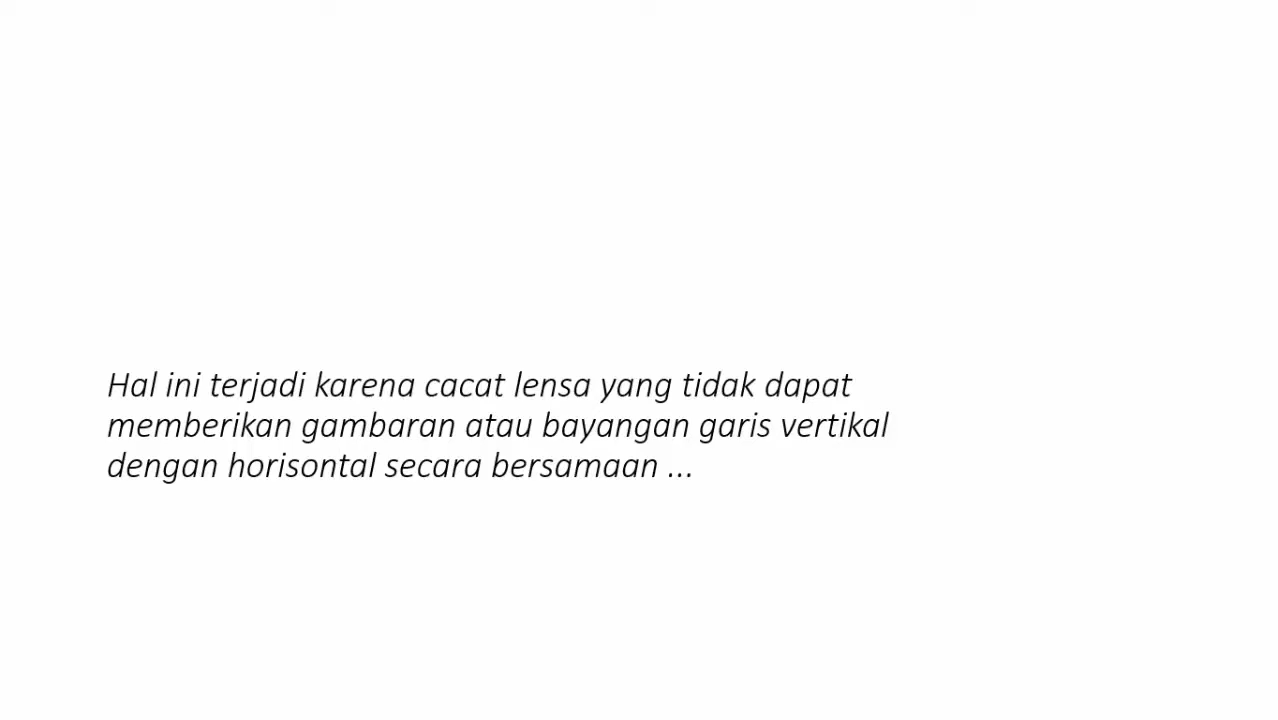 Hal ini terjadi karena cacat lensa yang tidak dapat
memberikan gambaran atau bayangan garis vertikal
dengan horisontal secara bersamaan ...